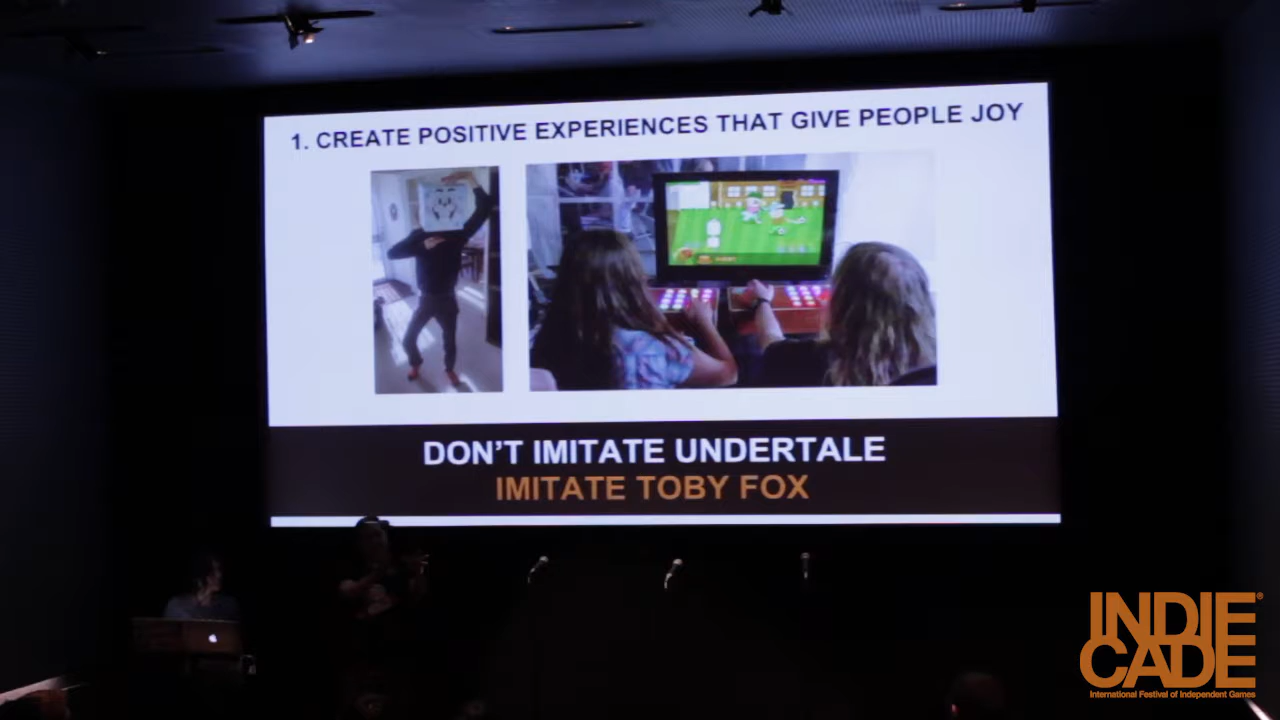 1. CREATE POSITIVE EXPERIENCES THAT GIVE PEOPLE JOY
DON'T IMITATE UNDERTALE
IMITATE TOBY FOX
INDIE
CADE®
International Festival of Independent Games